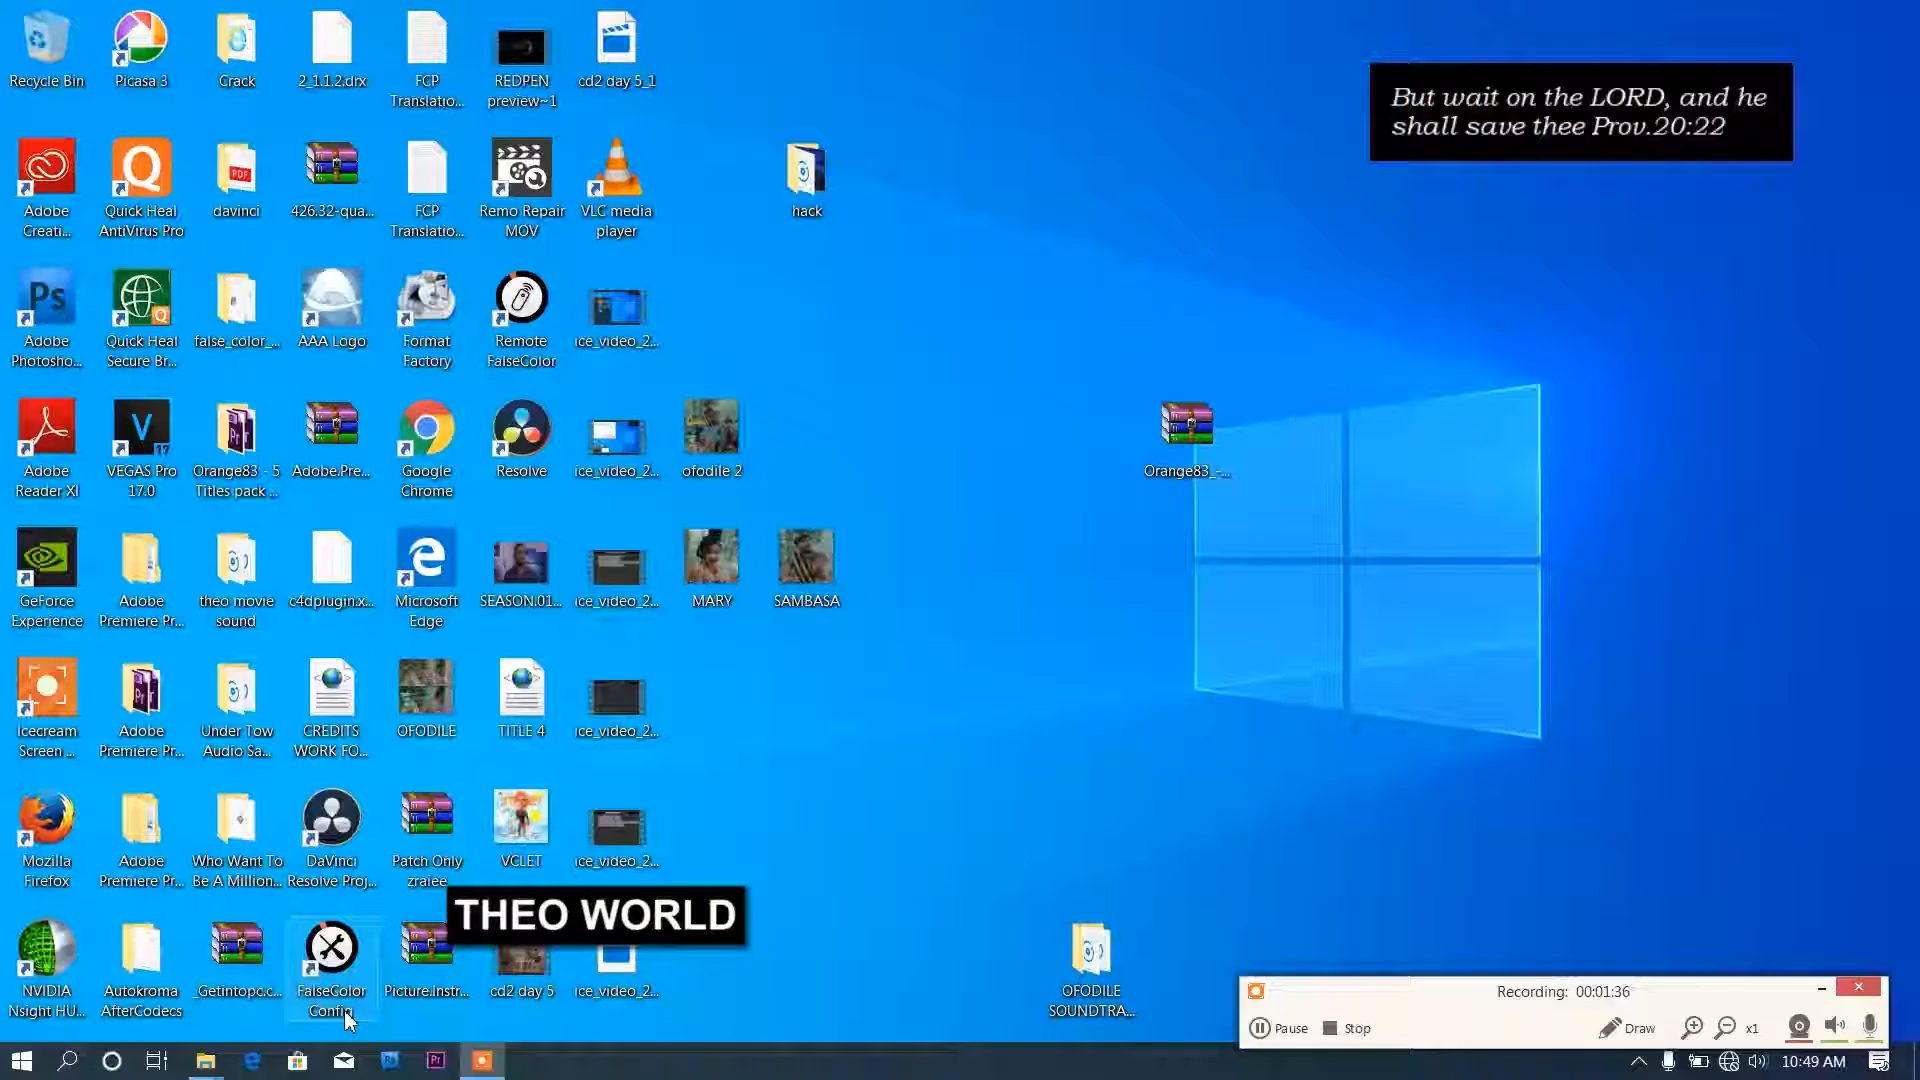 Recycle Bin
Picasa 3
Crack
2_1.1.2.drx
FCP
Translatio...
REDPEN
preview~1
cd2 day 5_1
But wait on the LORD, and he
shall save thee Prov.20:22
Adobe
Creati...
Quick Heal
AntiVirus Pro
PDF
davinci
426.32-qua...
FCP
Translatio...
Remo Repair
MOV
VLC media
player
hack
Ps
Adobe
Photosho...
Quick Heal
Secure Br...
false_color_...
AAA Logo
Format
Factory
Remote
FalseColor
ice_video_2...
Adobe
Reader XI
V
17
VEGAS Pro
17.0
Pr
Orange83 - 5
Titles pack ...
Adobe.Pre...
Google
Chrome
Resolve
ice_video_2...
ofodile 2
Orange83_-...
GeForce
Experience
Adobe
Premiere Pr...
theo movie
sound
c4dplugin.x...
Microsoft
Edge
SEASON.01...
ice_video_2...
MARY
SAMBASA
Icecream
Screen ...
Pr
Adobe
Premiere Pr...
Under Tow
Audio Sa...
CREDITS
WORK FO...
OFODILE
TITLE 4
ice_video_2...
Mozilla
Firefox
Adobe
Premiere Pr...
Who Want To
Be A Million...
DaVinci
Resolve Proj...
Patch Only
zraiee
VCLET
ice_video_2...
THEO WORLD
NVIDIA
Nsight HU...
Autokroma
AfterCodecs
_Getintopc.c...
FalseColor
Config
Picture.Instr...
cd2 day 5
ice_video_2...
OFODILE
SOUNDTRA...
Recording: 00:01:36
Pause
Stop
Draw
x1
Pr
10:49 AM